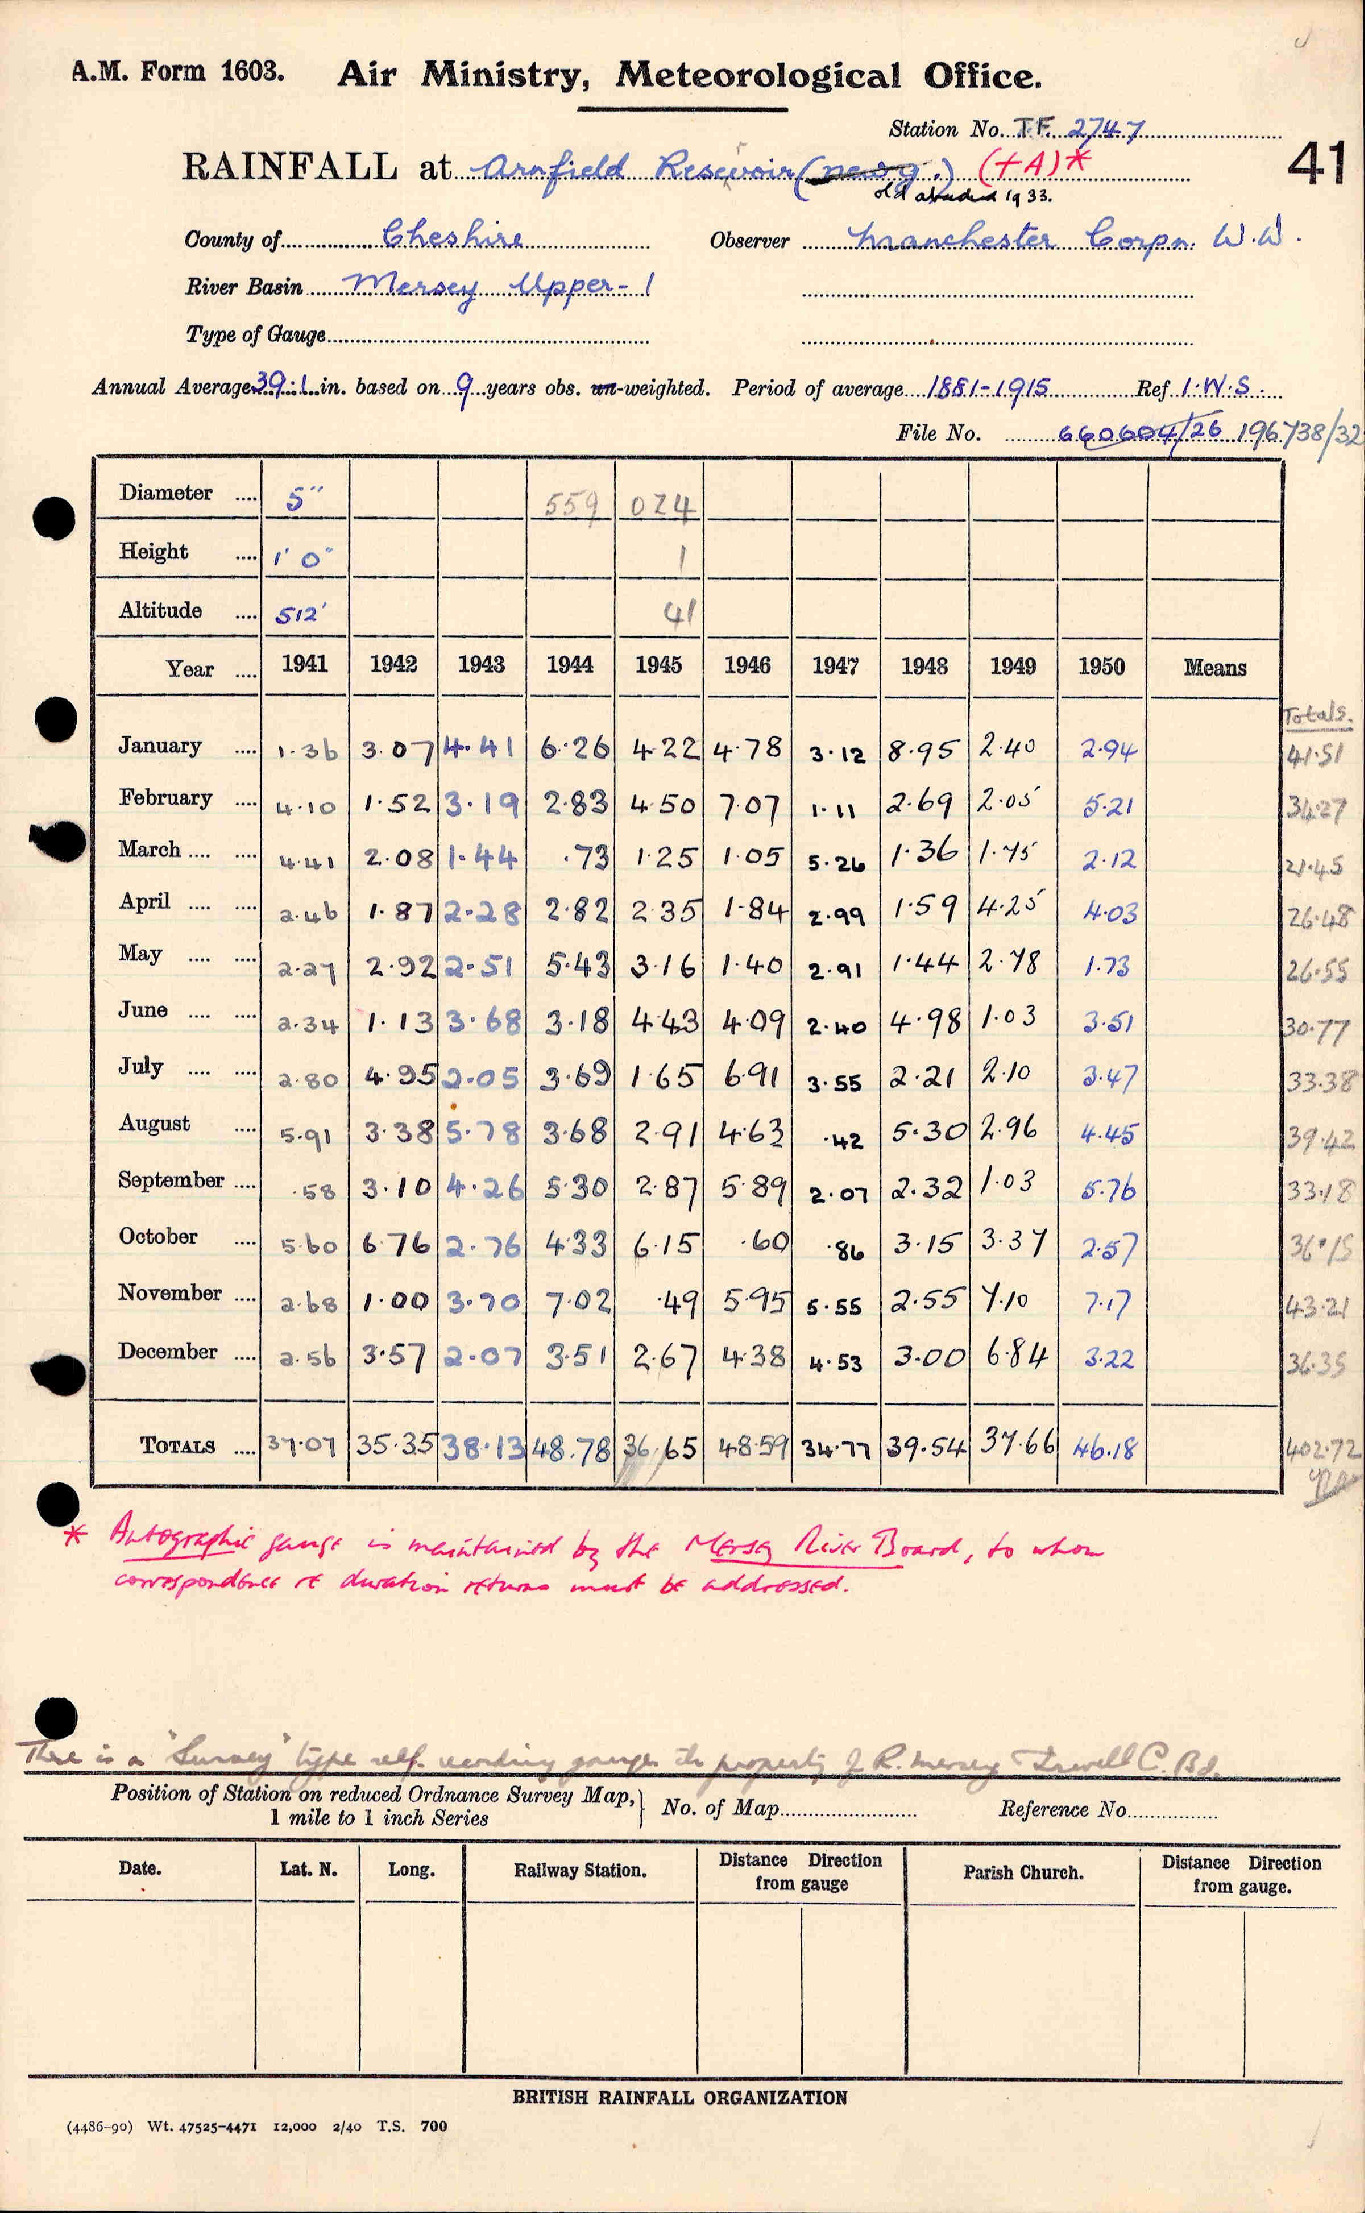 A.M. Form 1603. Air Ministry, Meteorological Office.
Station No. T.F. 2747
41
RAINFALL at Arnfield Reservoir (new g.) (+A)*
old abanded 1933.
County of Cheshire Observer Manchester Corpn. W.W.
River Basin Mersey Upper - 1
Type of Gauge
Annual Average 39.1 in. based on 9 years obs. un-weighted. Period of average 1881-1915 Ref I.W.S.
File No. 660604/26 196738/32
Diameter .... 5" 559 024
Height .... 1' 0" 1
Altitude .... 512' 41
Year .... 1941 1942 1943 1944 1945 1946 1947 1948 1949 1950 Means
Totals.
January .... 1.36 3.07 4.41 6.26 4.22 4.78 3.12 8.95 2.40 2.94 41.51
February .... 4.10 1.52 3.19 2.83 4.50 7.07 1.11 2.69 2.05 5.21 34.27
March .... .... 4.41 2.08 1.44 .73 1.25 1.05 5.26 1.36 1.75 2.12 21.45
April .... .... 2.46 1.87 2.28 2.82 2.35 1.84 2.99 1.59 4.25 4.03 26.48
May .... .... 2.27 2.92 2.51 5.43 3.16 1.40 2.91 1.44 2.78 1.73 26.55
June .... .... 2.34 1.13 3.68 3.18 4.43 4.09 2.40 4.98 1.03 3.51 30.77
July .... .... 2.80 4.95 2.05 3.69 1.65 6.91 3.55 2.21 2.10 3.47 33.38
August .... 5.91 3.38 5.78 3.68 2.91 4.63 .42 5.30 2.96 4.45 39.42
September .... .58 3.10 4.26 5.30 2.87 5.89 2.07 2.32 1.03 5.76 33.18
October .... 5.60 6.76 2.76 4.33 6.15 .60 .86 3.15 3.37 2.57 36.15
November .... 2.68 1.00 3.70 7.02 .49 5.95 5.55 2.55 7.10 7.17 43.21
December .... 2.56 3.57 2.07 3.51 2.67 4.38 4.53 3.00 6.84 3.22 36.35
TOTALS .... 37.07 35.35 38.13 48.78 36.65 48.59 34.77 39.54 37.66 46.18 402.72
* Autographic gauge is maintained by the Mersey River Board, to whom
correspondence re duration returns must be addressed.
There is a "Survey" type self recording gauge the property of R. Mersey Irwell C. Bd.
Position of Station on reduced Ordnance Survey Map,} No. of Map Reference No.
1 mile to 1 inch Series
Date. Lat. N. Long. Railway Station. Distance Direction from gauge Parish Church. Distance Direction from gauge.
BRITISH RAINFALL ORGANIZATION
(4486-90) Wt. 47525-4471 12,000 2/40 T.S. 700